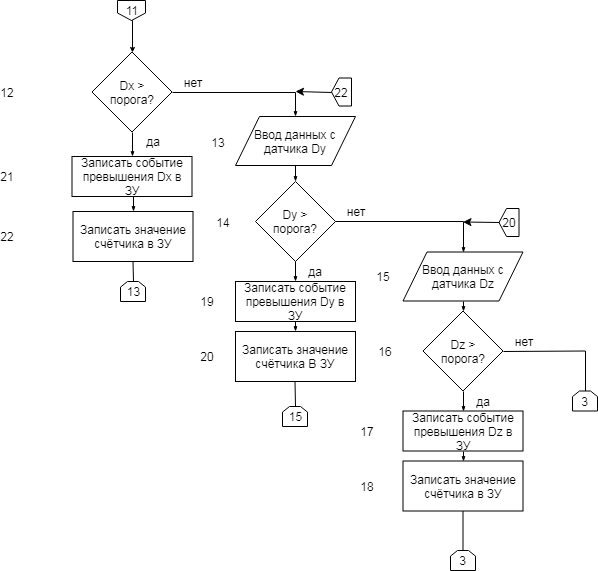 11
12
Dx >
порога?
нет
да
22
21
Записать событие
превышения Dx в
ЗУ
22
Записать значение
счётчика в ЗУ
13
13
Ввод данных с
датчика Dy
14
Dy >
порога?
нет
да
20
19
Записать событие
превышения Dy в
ЗУ
20
Записать значение
счётчика В ЗУ
15
15
Ввод данных с
датчика Dz
16
Dz >
порога?
нет
да
3
17
Записать событие
превышения Dz в
ЗУ
18
Записать значение
счётчика в ЗУ
3